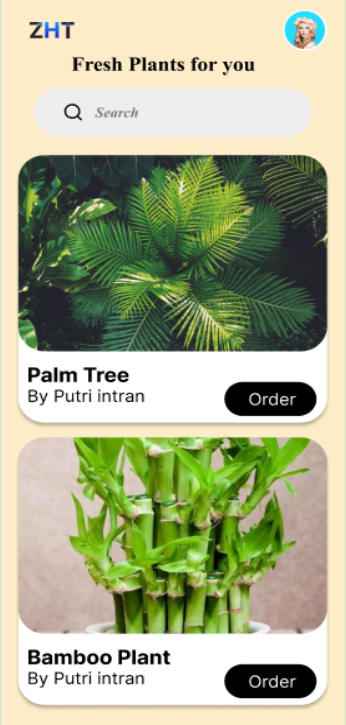 ZHT
Fresh Plants for you
Search
Palm Tree
By Putri intran
Order
Bamboo Plant
By Putri intran
Order